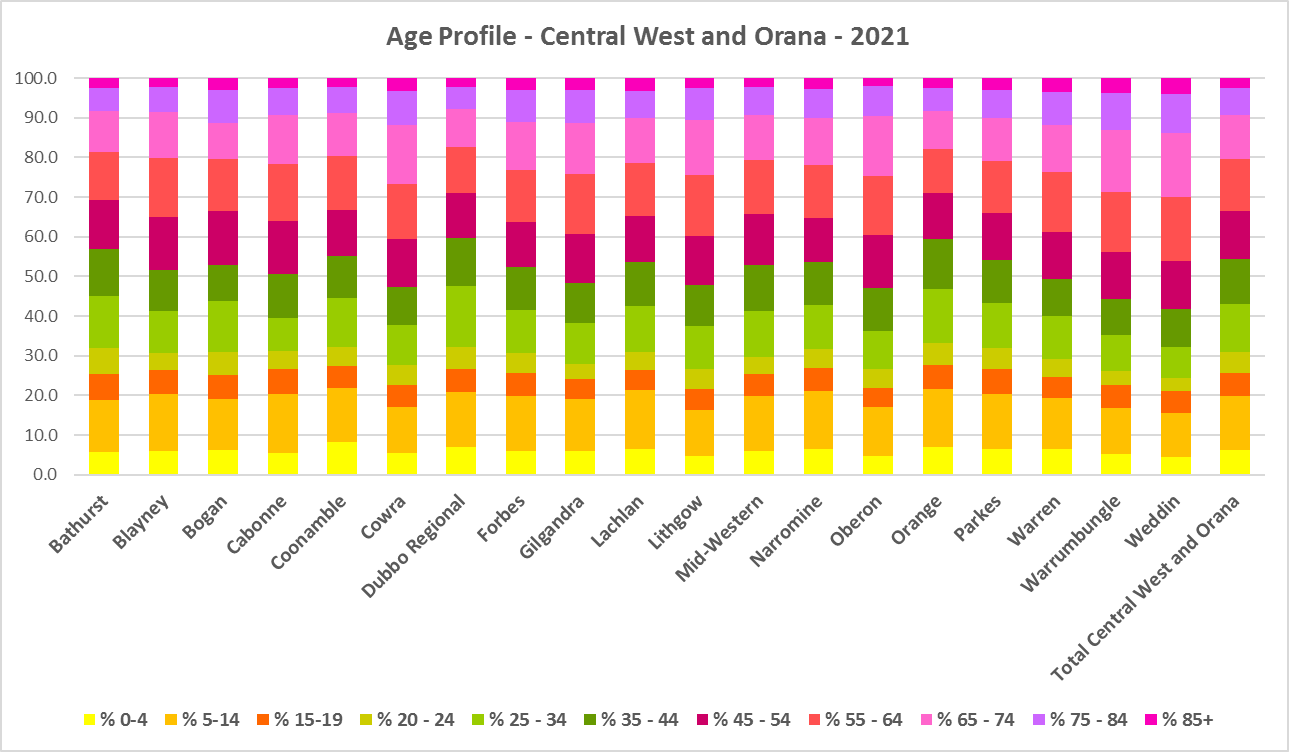 Age Profile - Central West and Orana - 2021
100.0
90.0
80.0
70.0
60.0
50.0
40.0
30.0
20.0
10.0
0.0
Bathurst
Blayney
Bogan
Cabonne
Coonamble
Cowra
Dubbo Regional
Forbes
Gilgandra
Lachlan
Lithgow
Mid-Western
Narromine
Oberon
Orange
Parkes
Warren
Warrumbungle
Weddin
Total Central West and Orana
% 0-4 % 5-14 % 15-19 % 20 - 24 % 25 - 34 % 35 - 44 % 45 - 54 % 55 - 64 % 65 - 74 % 75 - 84 % 85+